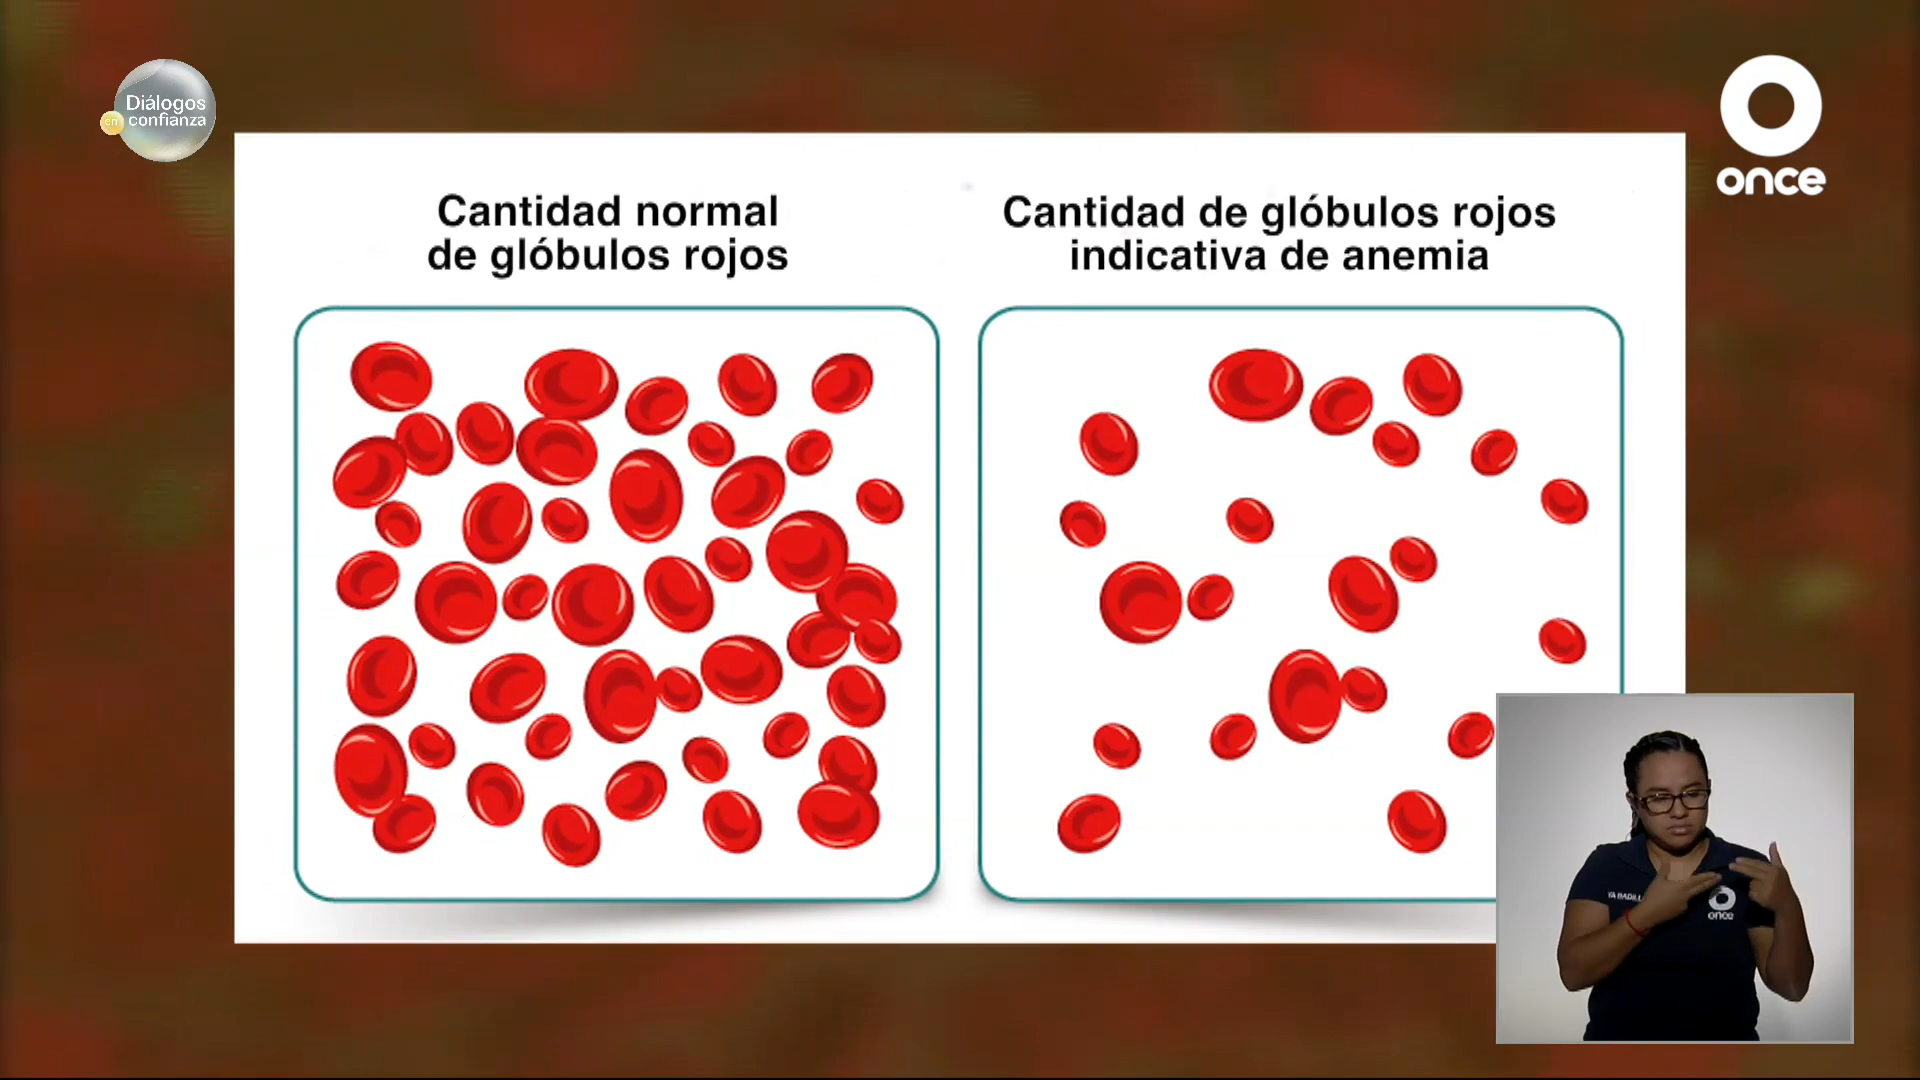 Diálogos
en confianza
once
Cantidad normal
de glóbulos rojos
Cantidad de glóbulos rojos
indicativa de anemia
once